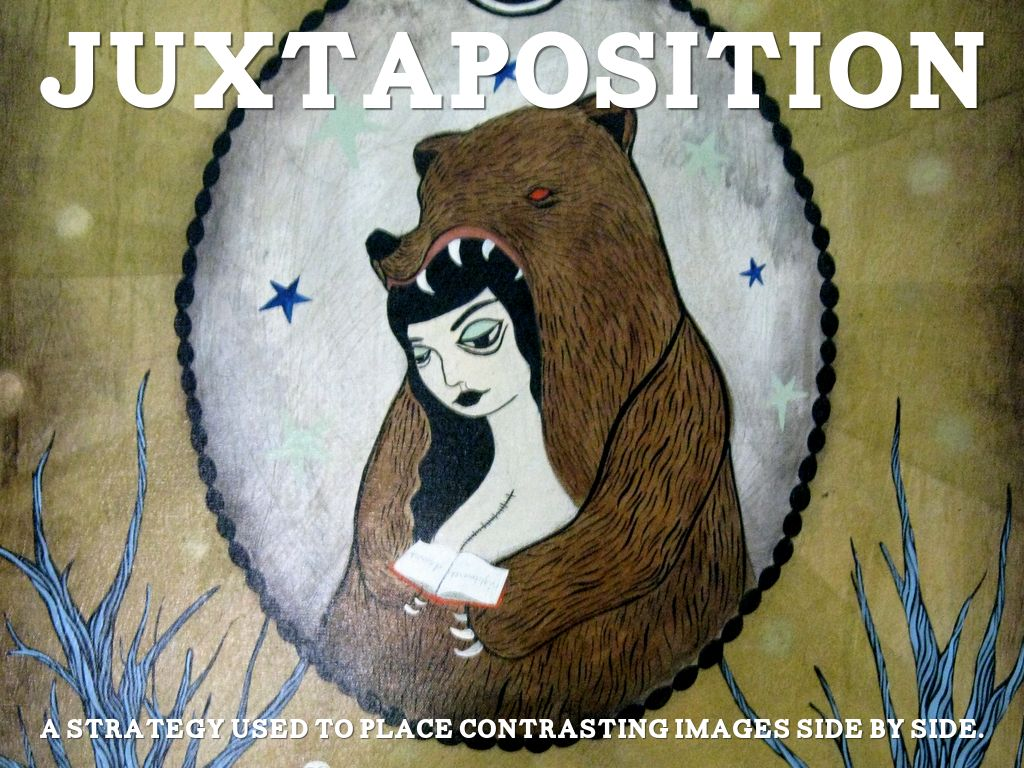 JUXTAPOSITION
A STRATEGY USED TO PLACE CONTRASTING IMAGES SIDE BY SIDE.